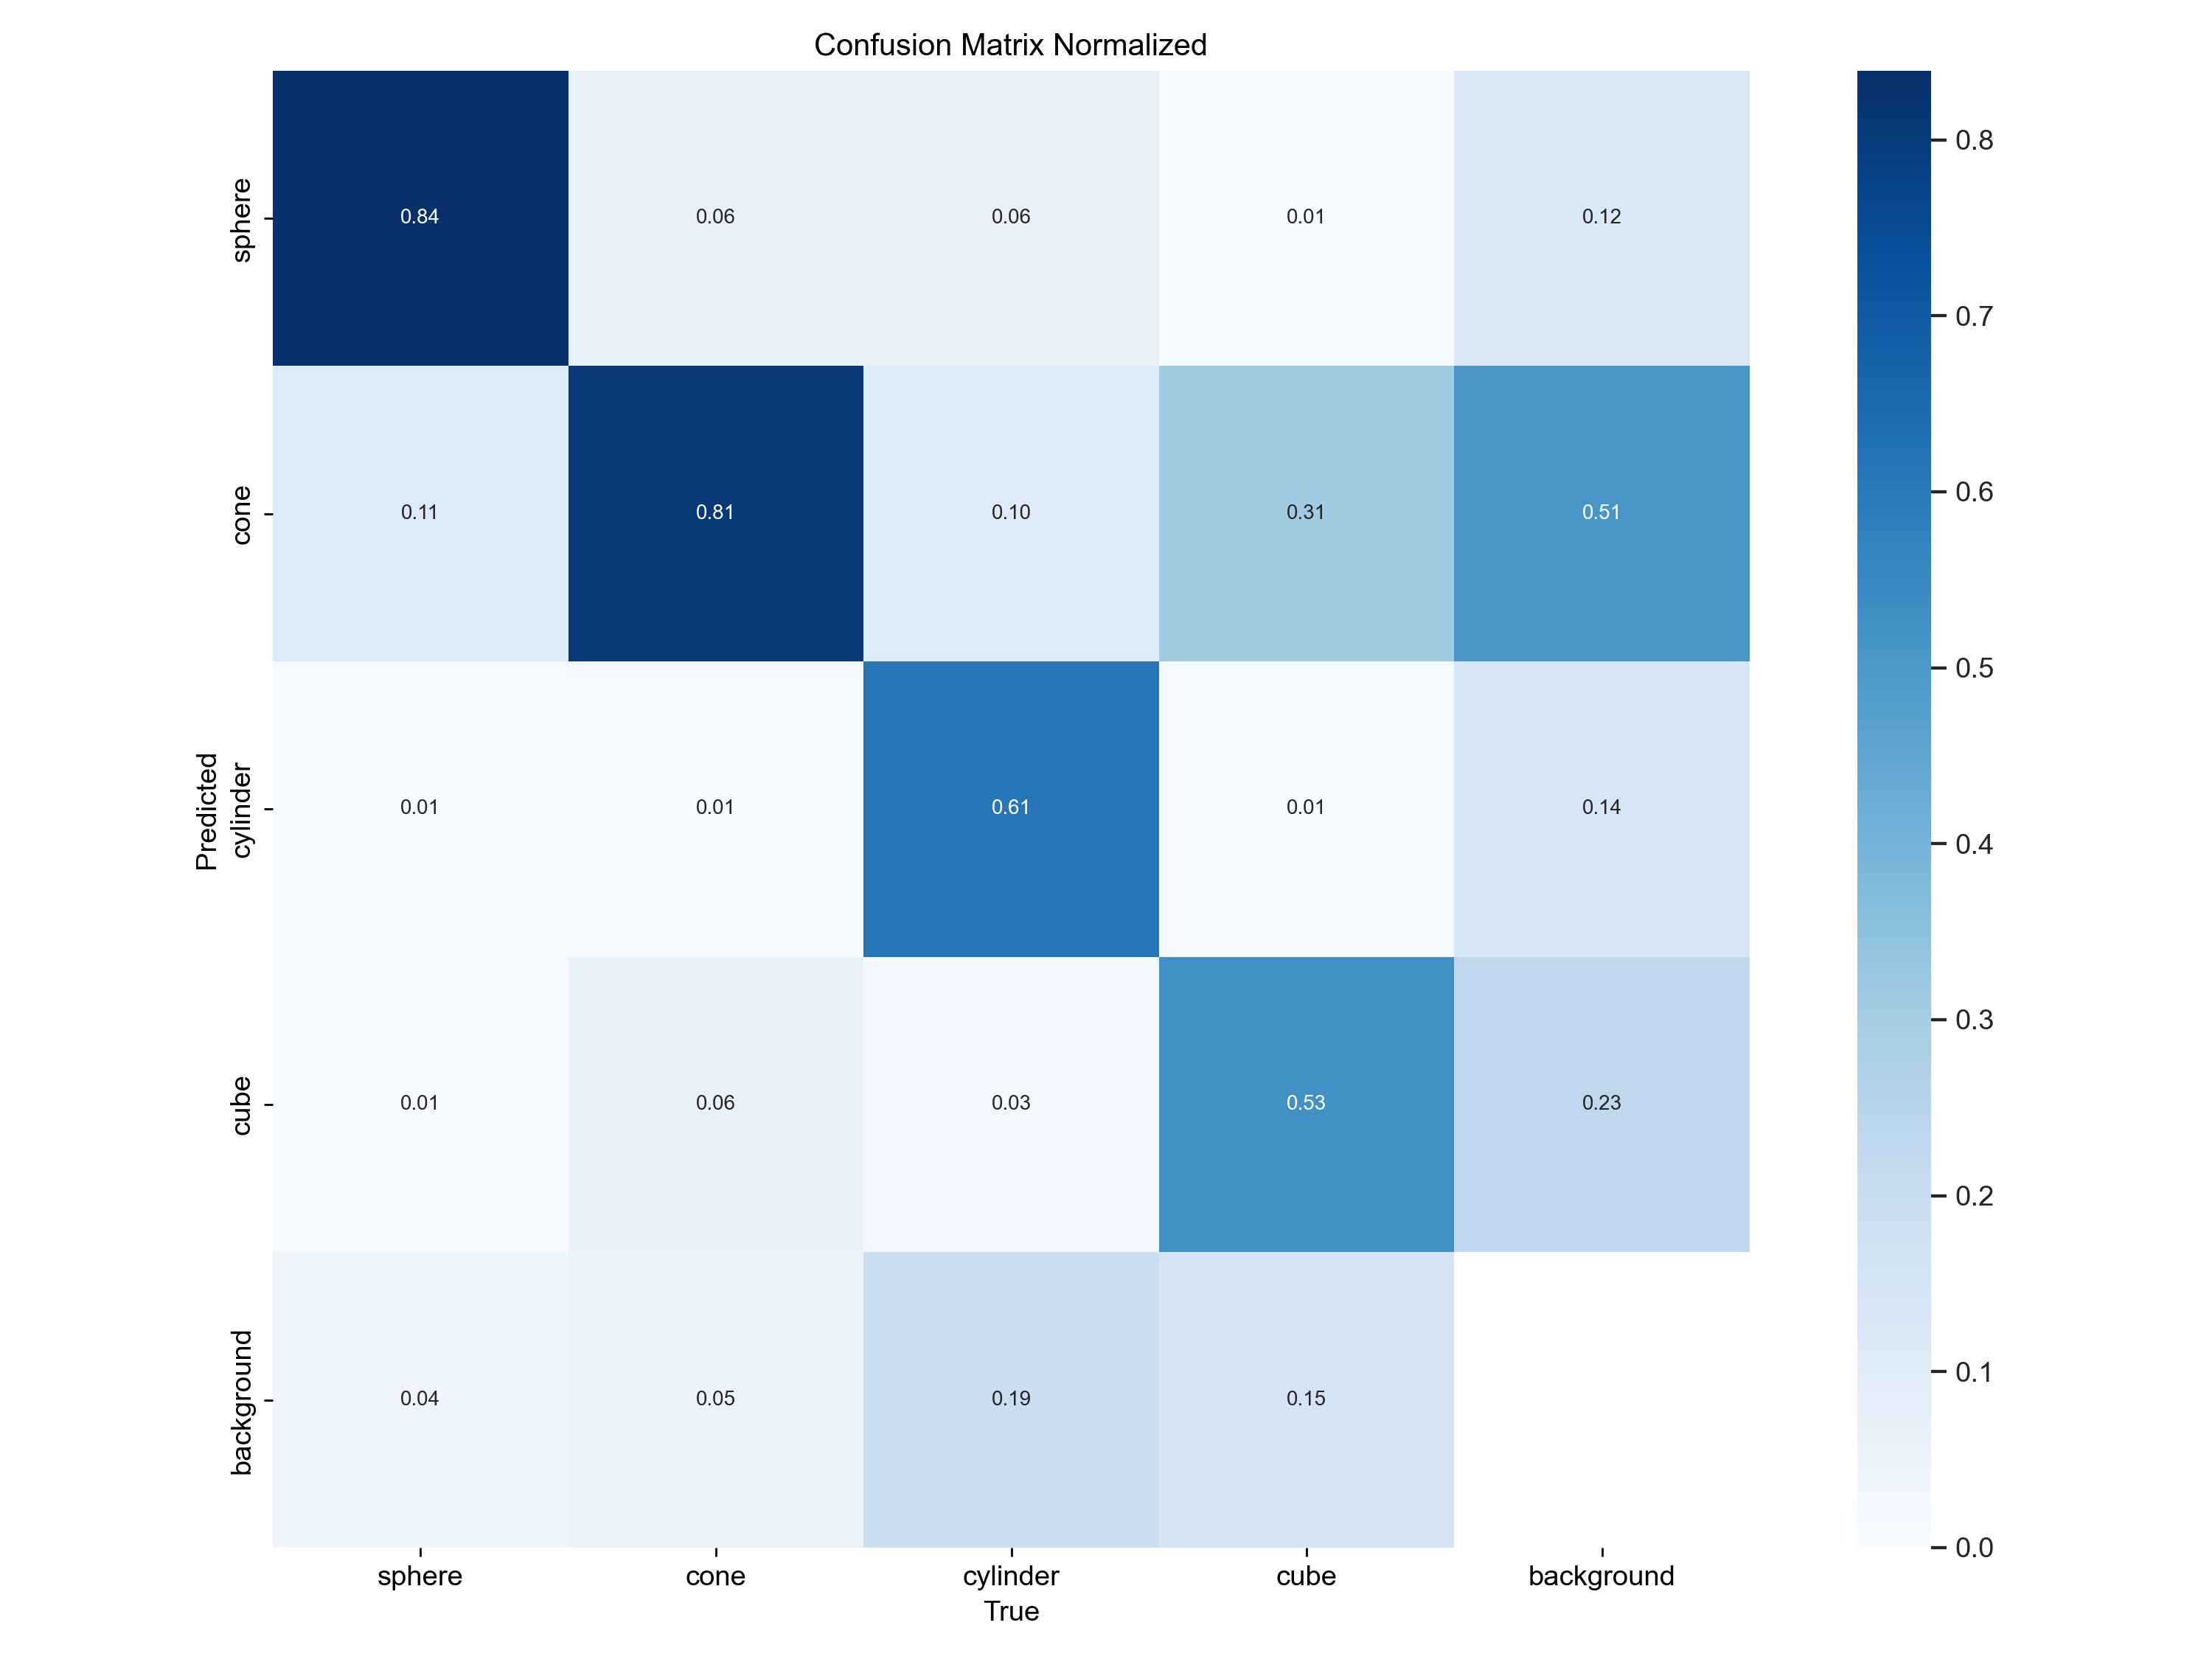 Confusion Matrix Normalized
sphere 0.84 0.06 0.06 0.01 0.12
cone 0.11 0.81 0.10 0.31 0.51
cylinder 0.01 0.01 0.61 0.01 0.14
cube 0.01 0.06 0.03 0.53 0.23
background 0.04 0.05 0.19 0.15
Predicted
sphere cone cylinder cube background
True
0.8
0.7
0.6
0.5
0.4
0.3
0.2
0.1
0.0